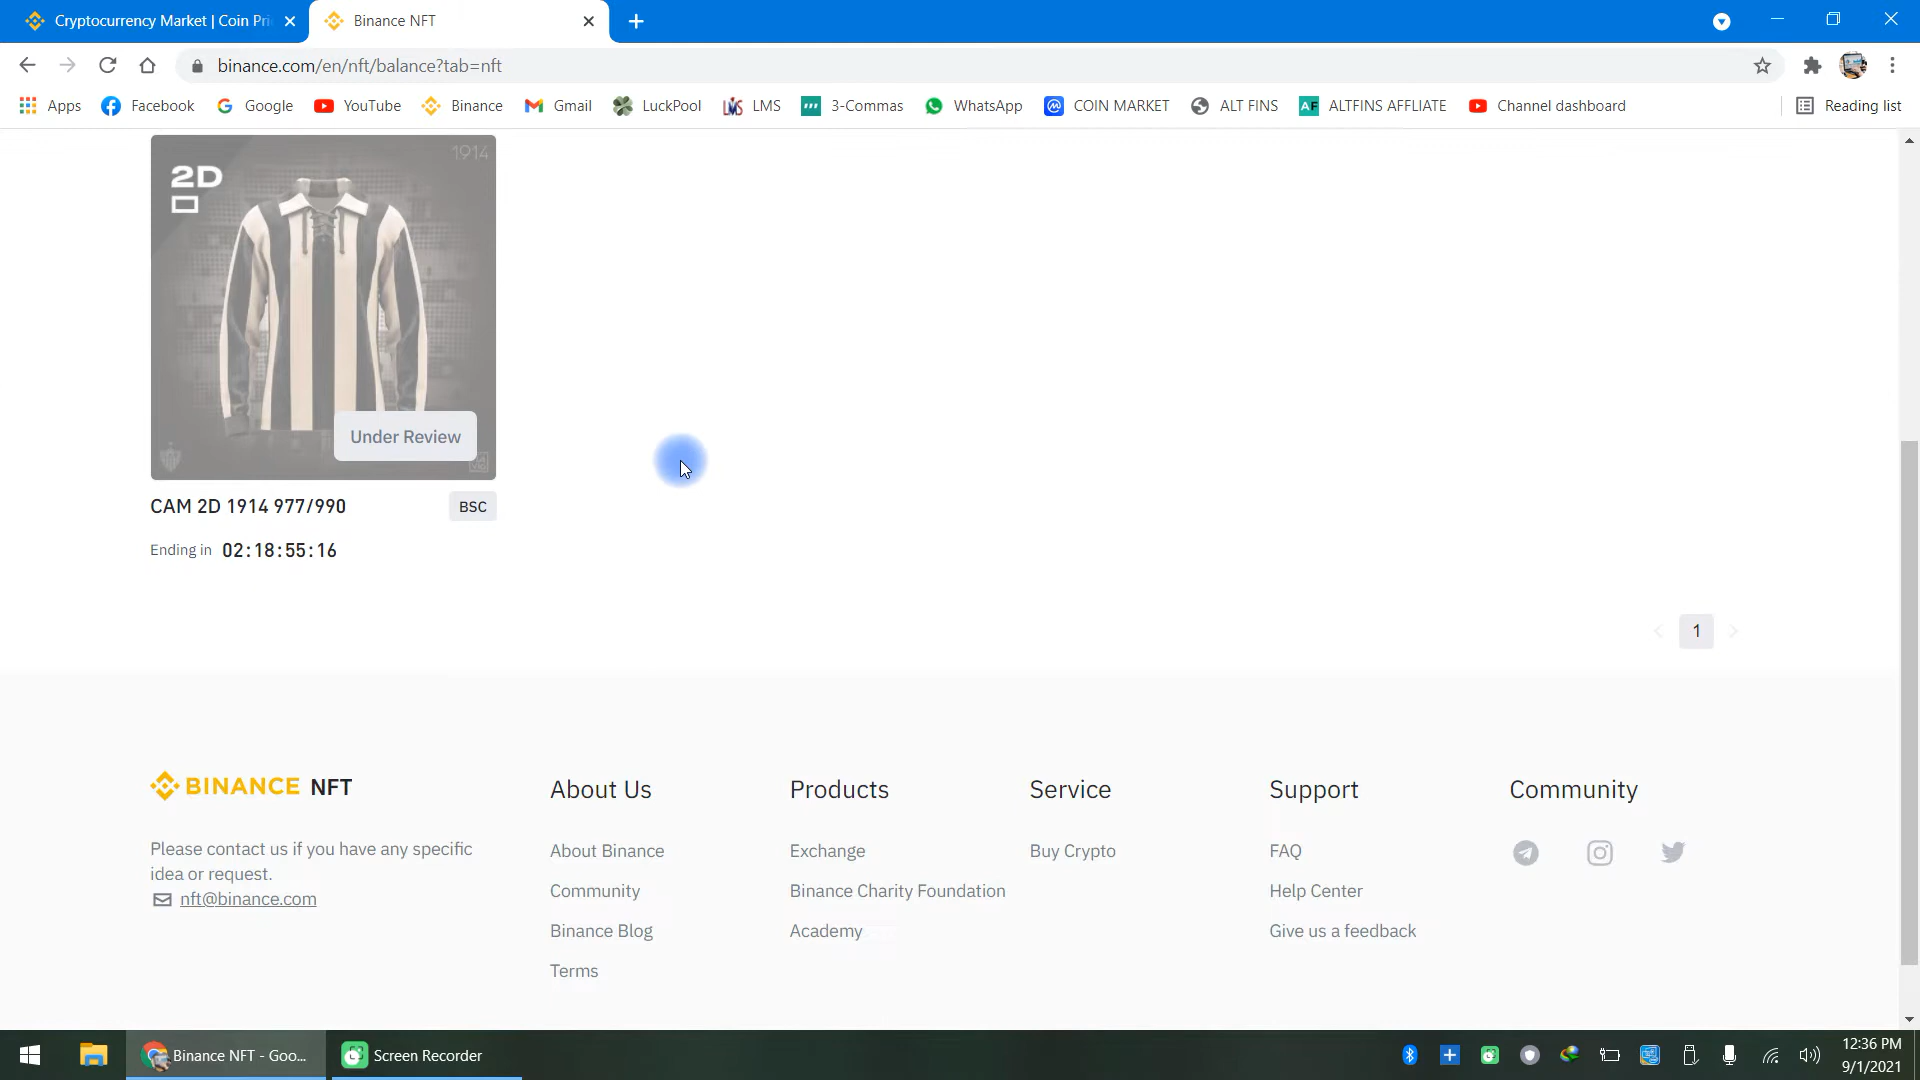 Cryptocurrency Market | Coin Pri
Binance NFT
binance.com/en/nft/balance?tab=nft
Apps
Facebook
Google
YouTube
Binance
Gmail
LuckPool
LMS
3-Commas
WhatsApp
COIN MARKET
ALT FINS
ALTFINS AFFLIATE
Channel dashboard
Reading list
2D
1914
Under Review
CAM 2D 1914 977/990
BSC
Ending in 02:18:55:16
1
BINANCE NFT
Please contact us if you have any specific
idea or request.
nft@binance.com
About Us
About Binance
Community
Binance Blog
Terms
Products
Exchange
Binance Charity Foundation
Academy
Service
Buy Crypto
Support
FAQ
Help Center
Give us a feedback
Community
Binance NFT - Goo...
Screen Recorder
12:36 PM
9/1/2021